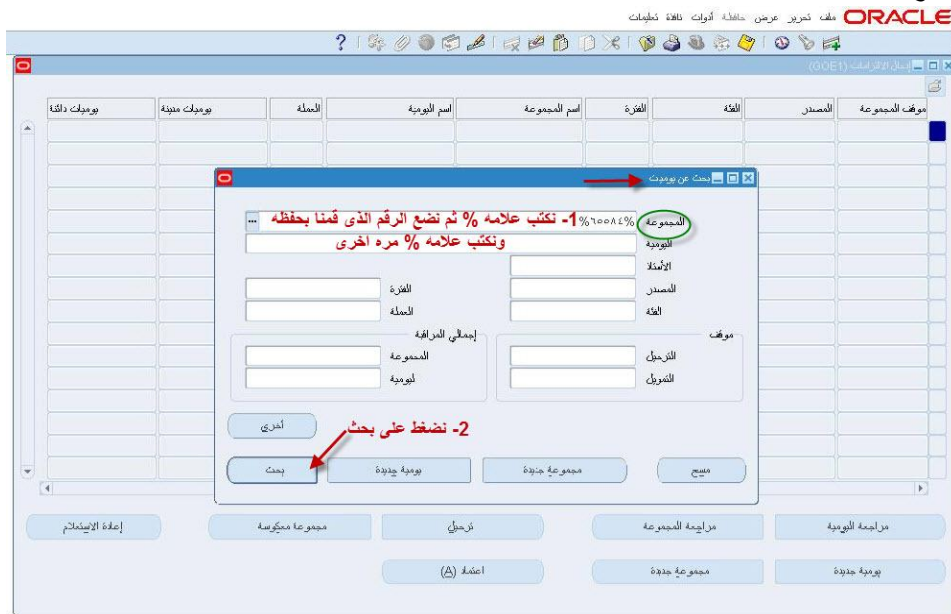 ORACLE ملف تحرير عرض حافظة أدوات نافذة تعليمات
?
إدخال الالتزامات (GOE1)
موقف المجموعة المصدر الفئة الفترة اسم المجموعة اسم اليومية العملة يوميات مدينة يوميات دائنة
بحث عن يوميات
المجموعة %٦٥٥٨٤% 1- نكتب علامه % ثم نضع الرقم الذى قمنا بحفظه ...
اليومية ونكتب علامه % مره اخرى
الأستاذ
المصدر الفترة
الفئة العملة
موقف إجمالي المراقبة
الترحيل المجموعة
التمويل ليومية
أخرى
2- نضغط على بحث
مسح مجموعة جديدة يومية جديدة بحث
مراجعة اليومية مراجعة المجموعة ترحيل مجموعة معكوسة إعادة الاستعلام
يومية جديدة مجموعة جديدة اعتماد (A)